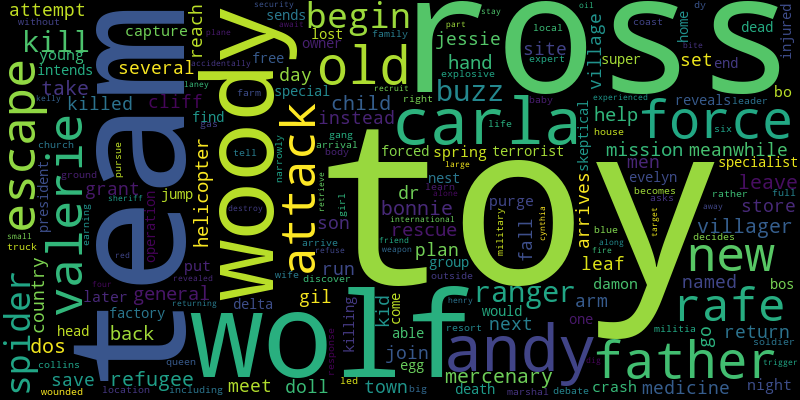 attempt
security
reach
begin
ross
oil
coast
dy
kill
without
capture
woody
sends
await
owner
part
stay
village
home
dead
injured
young
several
lost
family
jessie
local
elite
intends
old
plane
hand
site
expert
super
set
end
escape
team
take
free
day
accidentally
buzz
explosive
reveals
leader
bo
killed
cliff
special
recruit
baby
experienced
laney
child
right
carla
skeptical
help
force
find
farm
attack
instead
life
house
six
valerie
gas
gang
forced
spring
terrorist
mission
meanwhile
church
pursue
tell
arrival
body
large
men
specialist
president
ground
helicopter
narrowly
toy
dr
nest
evelyn
becomes
leave
grant
jump
retrieve
learn
alone
purge
arrives
asks
rather
full
earning
sheriff
girl
bonnie
military
cynthia
target
store
son
international
fall
villager
small
operation
destroy
rescue
friend
weapon
blue
away
truck
red
wife
arrive
refuse
plan
along
fire
decides
new
country
put
revealed
discover
run
group
outside
leaf
spider
four
returning
delta
damon
named
bos
later
general
gil
ranger
rafe
factory
wolf
kid
come
henry
would
arm
militia
head
back
killing
able
andy
next
one
go
return
dos
response
resort
father
soldier
collins
queen
join
egg
mercenary
trigger
save
refugee
meet
doll
led
town
big
death
marshal
debate
crash
medicine
night
wounded
location
including